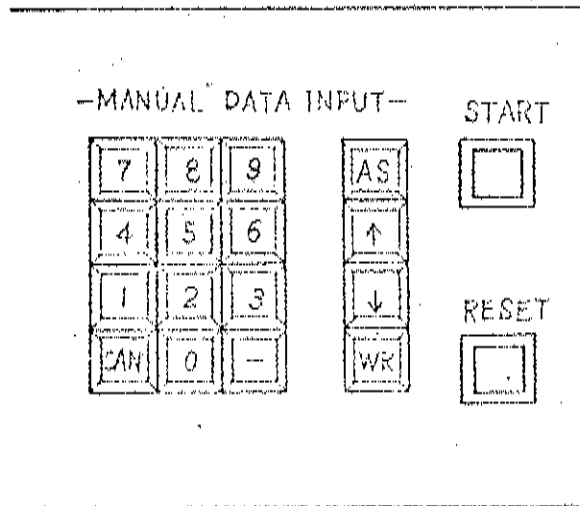 -MANUAL DATA INPUT-
START
7 8 9 AS
4 5 6 ↑
1 2 3 ↓
RESET
CAN 0 - WR